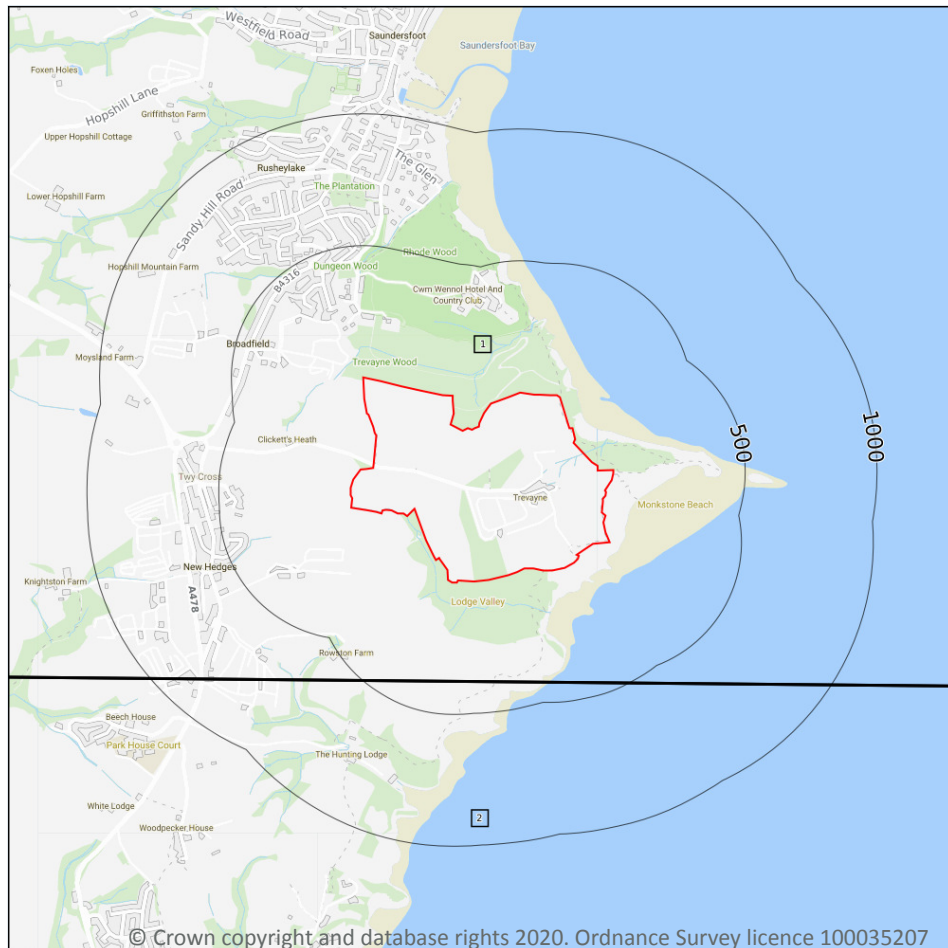 Westfield Road
Saundersfoot
Saundersfoot Bay
Foxen Holes
Hopshill Lane
Griffithston Farm
Upper Hopshill Cottage
The Glen
Rusheylake
The Plantation
Lower Hopshill Farm
Sandy Hill Road
Rhode Wood
Hopshill Mountain Farm
Dungeon Wood
B4316
Cwm Wennol Hotel And
Country Club
Broadfield
1
Moysland Farm
Trevayne Wood
500
1000
Clickett's Heath
Twy Cross
Trevayne
Monkstone Beach
New Hedges
Knightston Farm
A478
Lodge Valley
Rowston Farm
Beech House
Park House Court
The Hunting Lodge
White Lodge
2
Woodpecker House
© Crown copyright and database rights 2020. Ordnance Survey licence 100035207